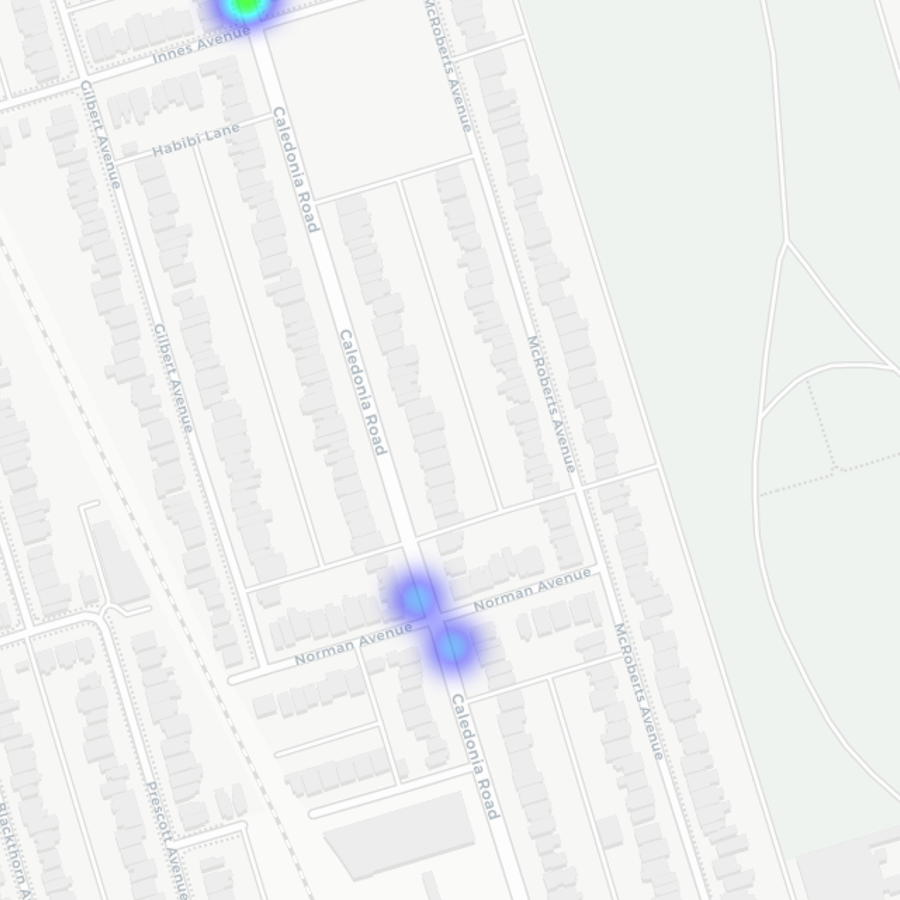 McRoberts Avenue
Innes Avenue
Gilbert Avenue
Habibi Lane
Caledonia Road
Gilbert Avenue
Caledonia Road
McRoberts Avenue
Norman Avenue
Norman Avenue
McRoberts Avenue
Caledonia Road
Prescott Avenue
Blackthorn A